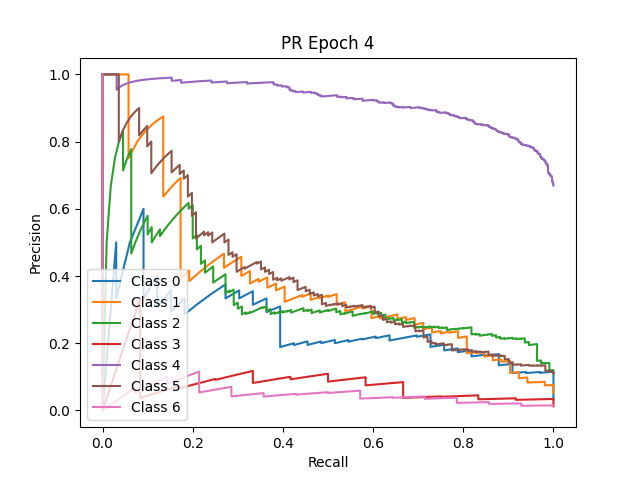 PR Epoch 4
1.0
0.8
0.6
0.4
0.2
0.0
Precision
Class 0
Class 1
Class 2
Class 3
Class 4
Class 5
Class 6
0.0 0.2 0.4 0.6 0.8 1.0
Recall